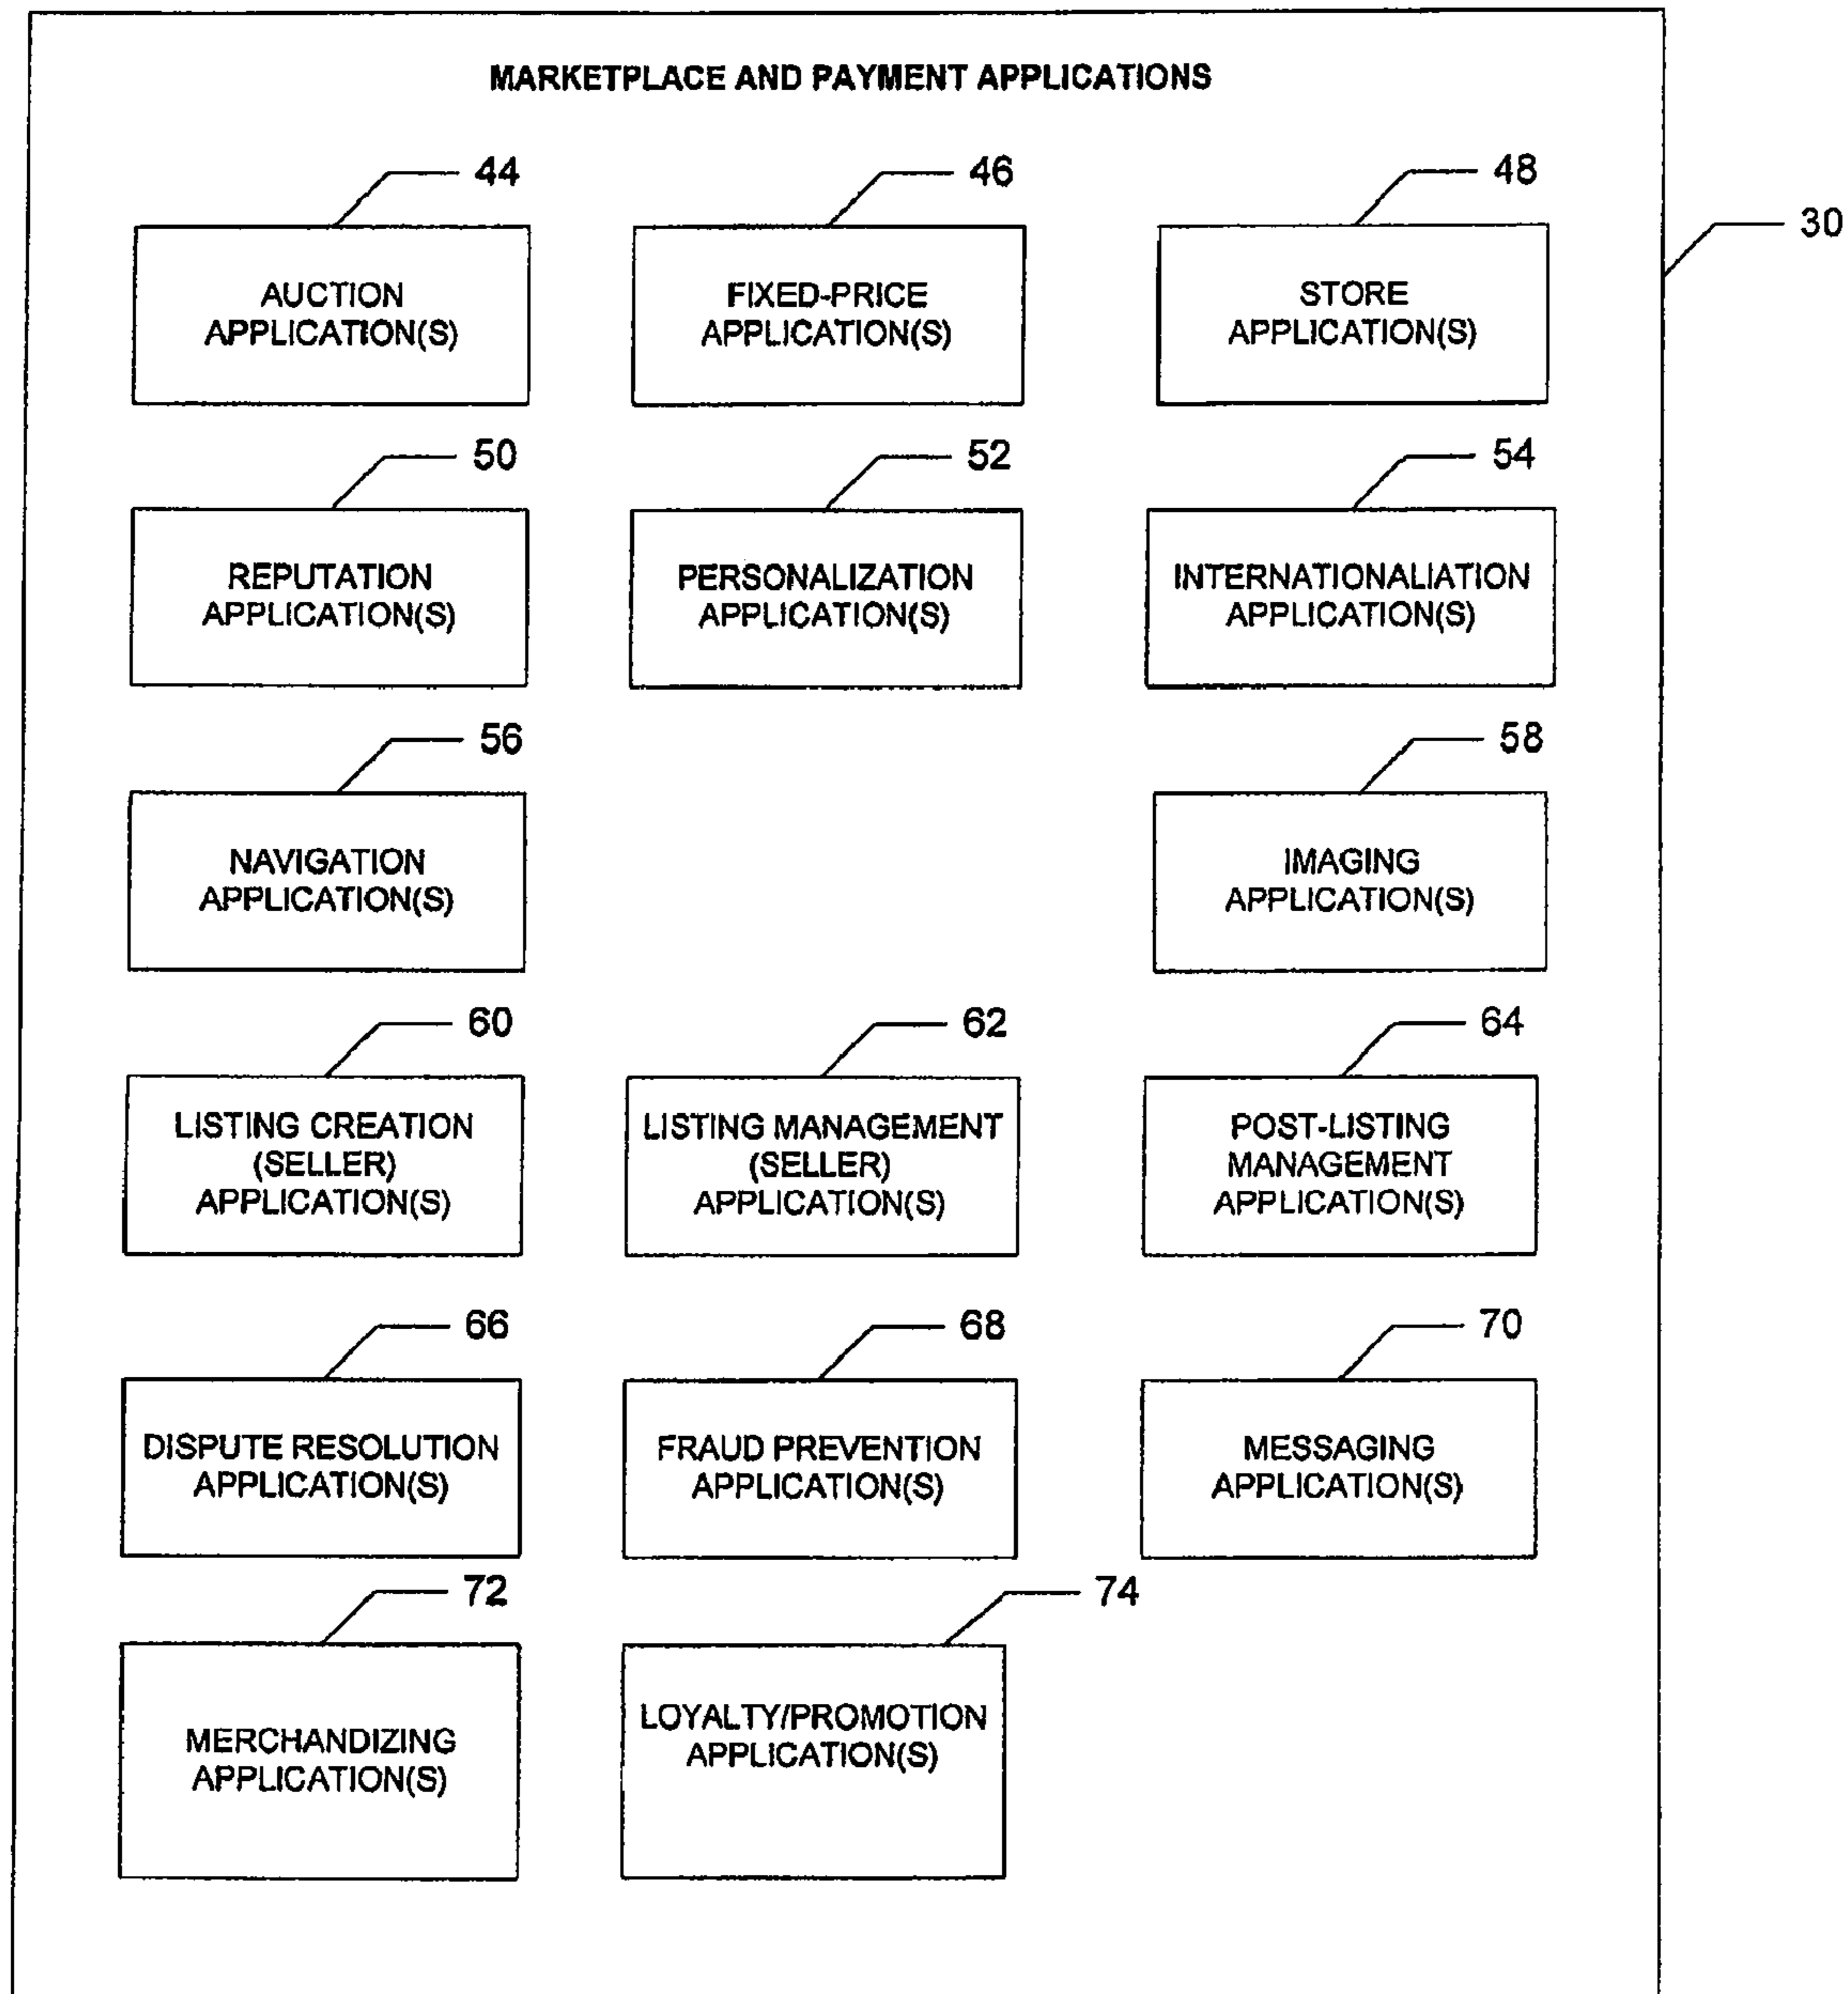 MARKETPLACE AND PAYMENT APPLICATIONS
44
46
48
30
AUCTION
APPLICATION(S)
FIXED-PRICE
APPLICATION(S)
STORE
APPLICATION(S)
50
52
54
REPUTATION
APPLICATION(S)
PERSONALIZATION
APPLICATION(S)
INTERNATIONALIATION
APPLICATION(S)
56
58
NAVIGATION
APPLICATION(S)
IMAGING
APPLICATION(S)
60
62
64
LISTING CREATION
(SELLER)
APPLICATION(S)
LISTING MANAGEMENT
(SELLER)
APPLICATION(S)
POST-LISTING
MANAGEMENT
APPLICATION(S)
66
68
70
DISPUTE RESOLUTION
APPLICATION(S)
FRAUD PREVENTION
APPLICATION(S)
MESSAGING
APPLICATION(S)
72
74
MERCHANDIZING
APPLICATION(S)
LOYALTY/PROMOTION
APPLICATION(S)